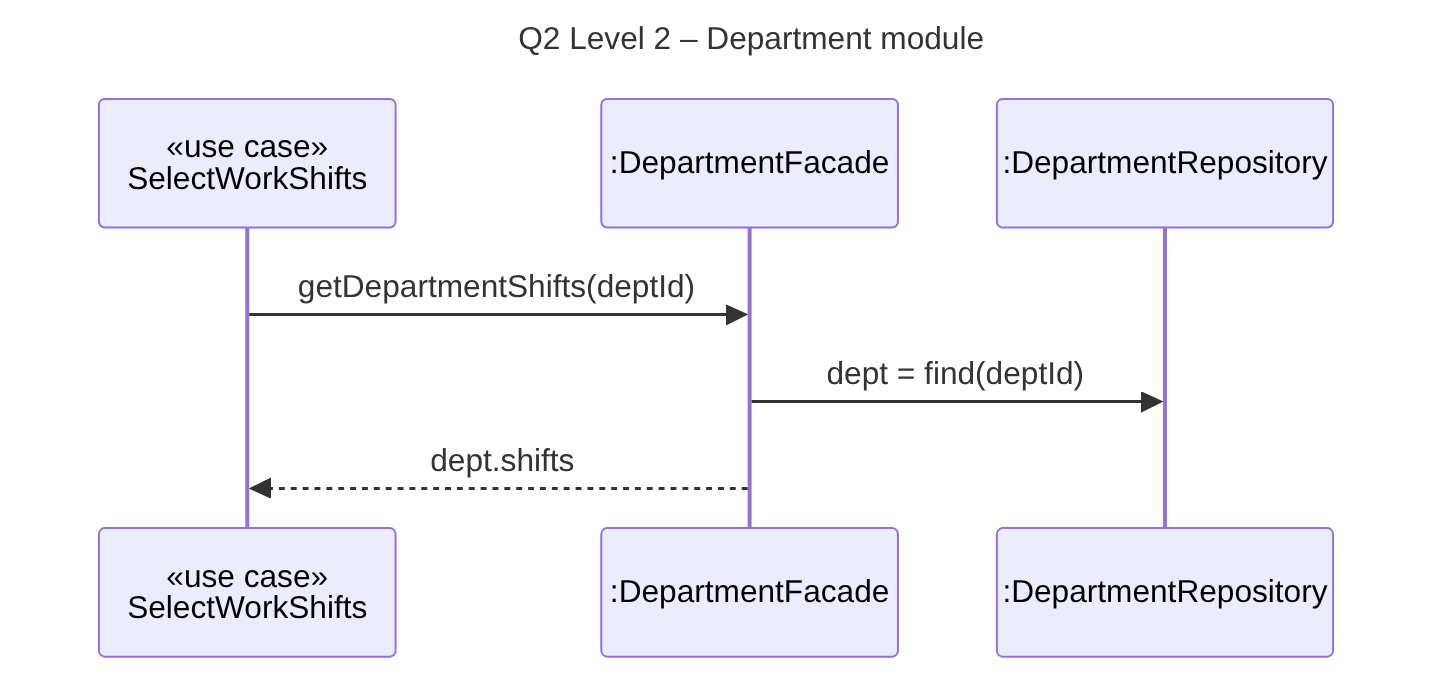 Q2 Level 2 – Department module
«use case»
SelectWorkShifts
:DepartmentFacade
:DepartmentRepository
getDepartmentShifts(deptId)
dept = find(deptId)
dept.shifts
«use case»
SelectWorkShifts
:DepartmentFacade
:DepartmentRepository